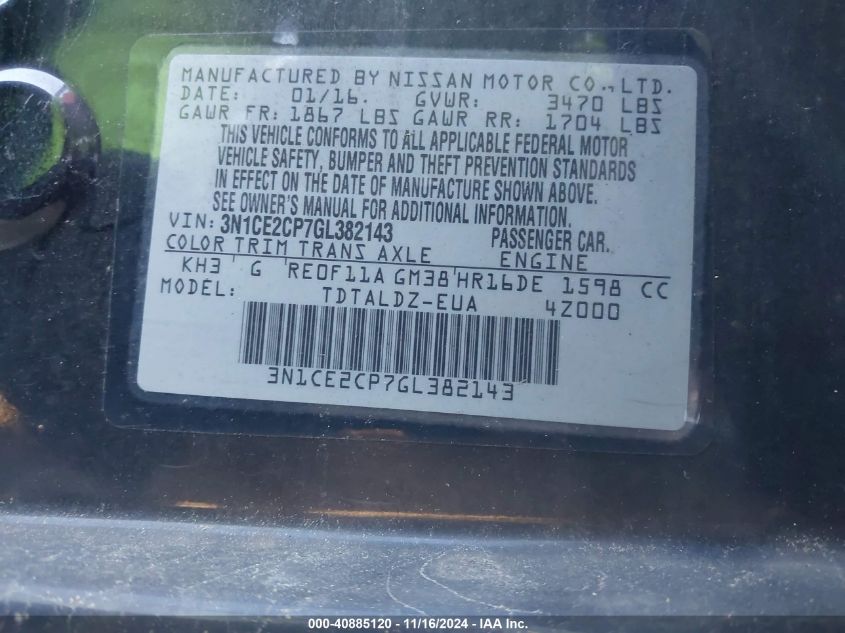 MANUFACTURED BY NISSAN MOTOR CO., LTD.
DATE: 01/16. GVWR: 3470 LBS
GAWR FR: 1867 LBS GAWR RR: 1704 LBS
THIS VEHICLE CONFORMS TO ALL APPLICABLE FEDERAL MOTOR
VEHICLE SAFETY, BUMPER AND THEFT PREVENTION STANDARDS
IN EFFECT ON THE DATE OF MANUFACTURE SHOWN ABOVE.
SEE OWNER'S MANUAL FOR ADDITIONAL INFORMATION.
VIN: 3N1CE2CP7GL382143 PASSENGER CAR.
COLOR TRIM TRANS AXLE ENGINE
KH3 ' G ' RE0F11A GM38'HR16DE 1598 CC
MODEL: TDTALDZ-EUA 4Z000
3N1CE2CP7GL382143
000-40885120 - 11/16/2024 - IAA Inc.